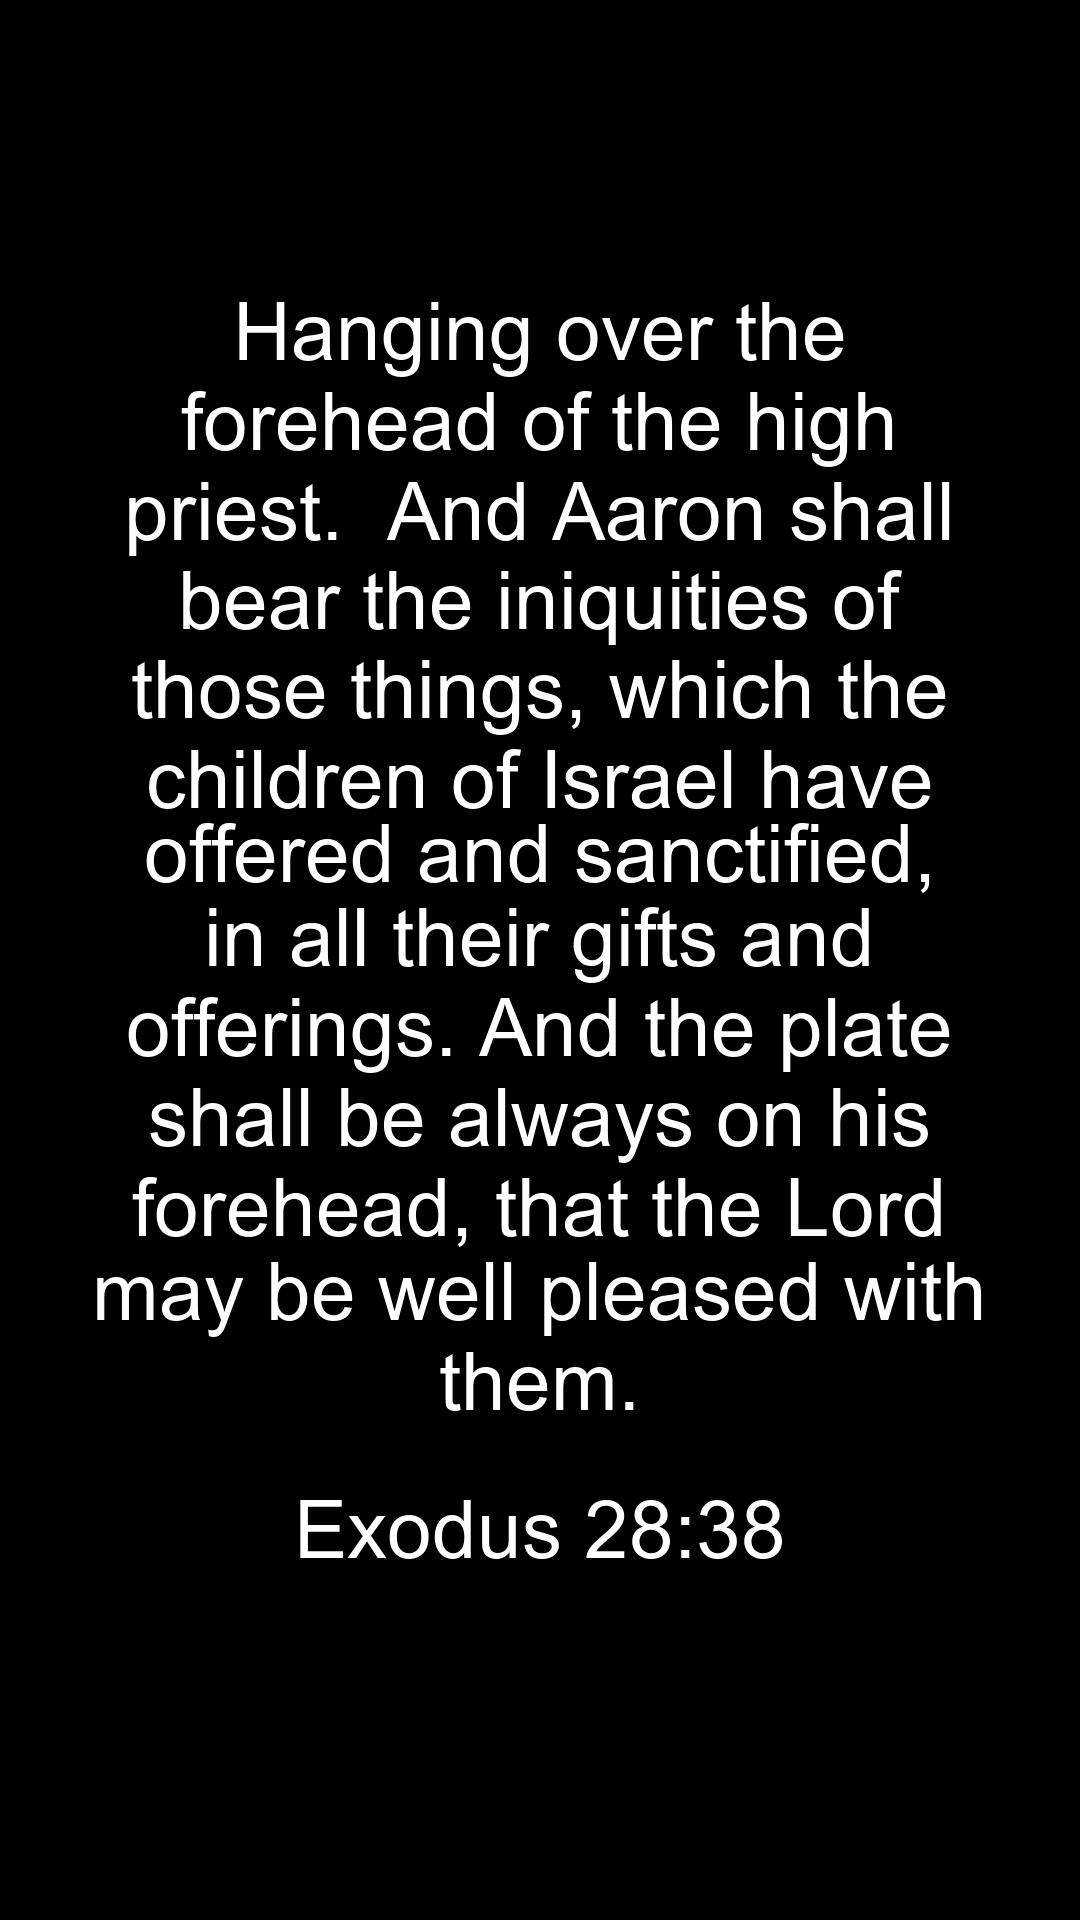 Hanging over the
forehead of the high
priest.  And Aaron shall
bear the iniquities of
those things, which the
children of Israel have
offered and sanctified,
in all their gifts and
offerings. And the plate
shall be always on his
forehead, that the Lord
may be well pleased with
them.
Exodus 28:38